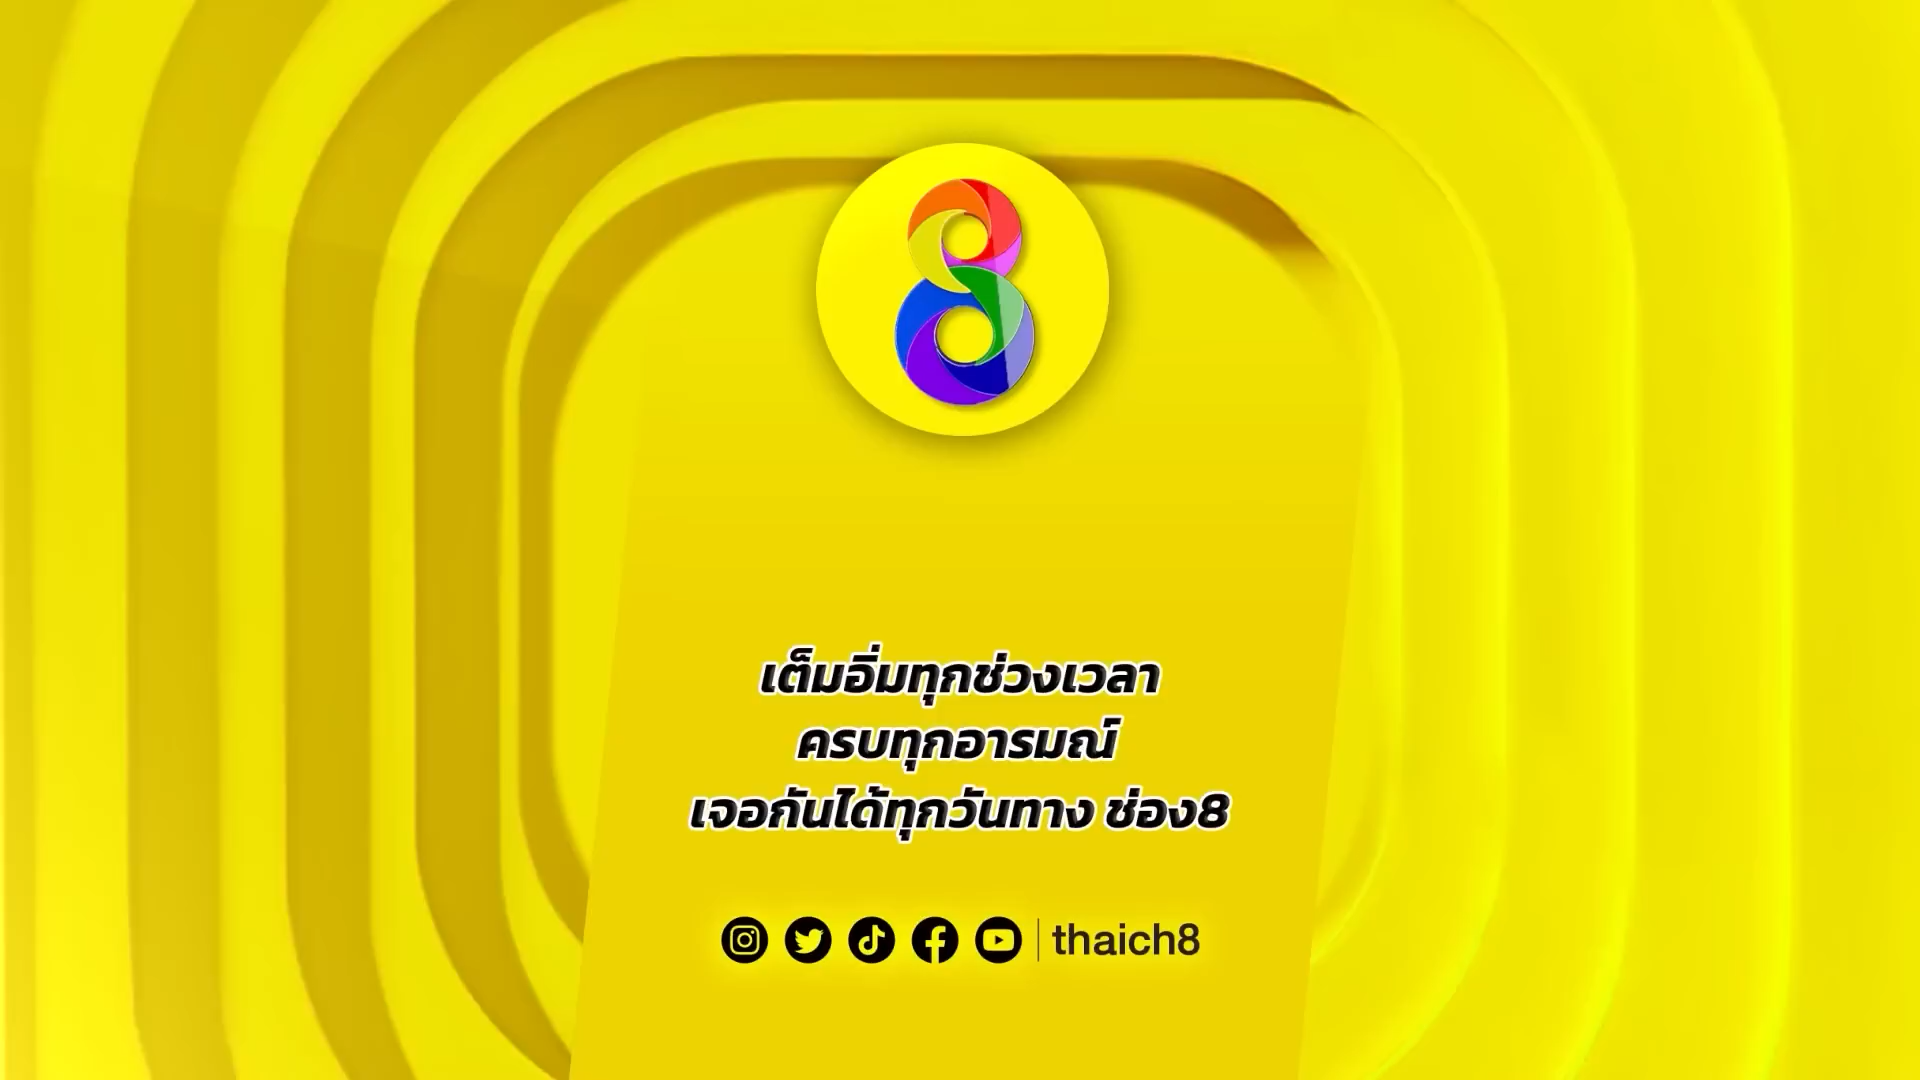 8
เต็มอิ่มทุกช่วงเวลา
ครบทุกอารมณ์
เจอกันได้ทุกวันทาง ช่อง8
thaich8